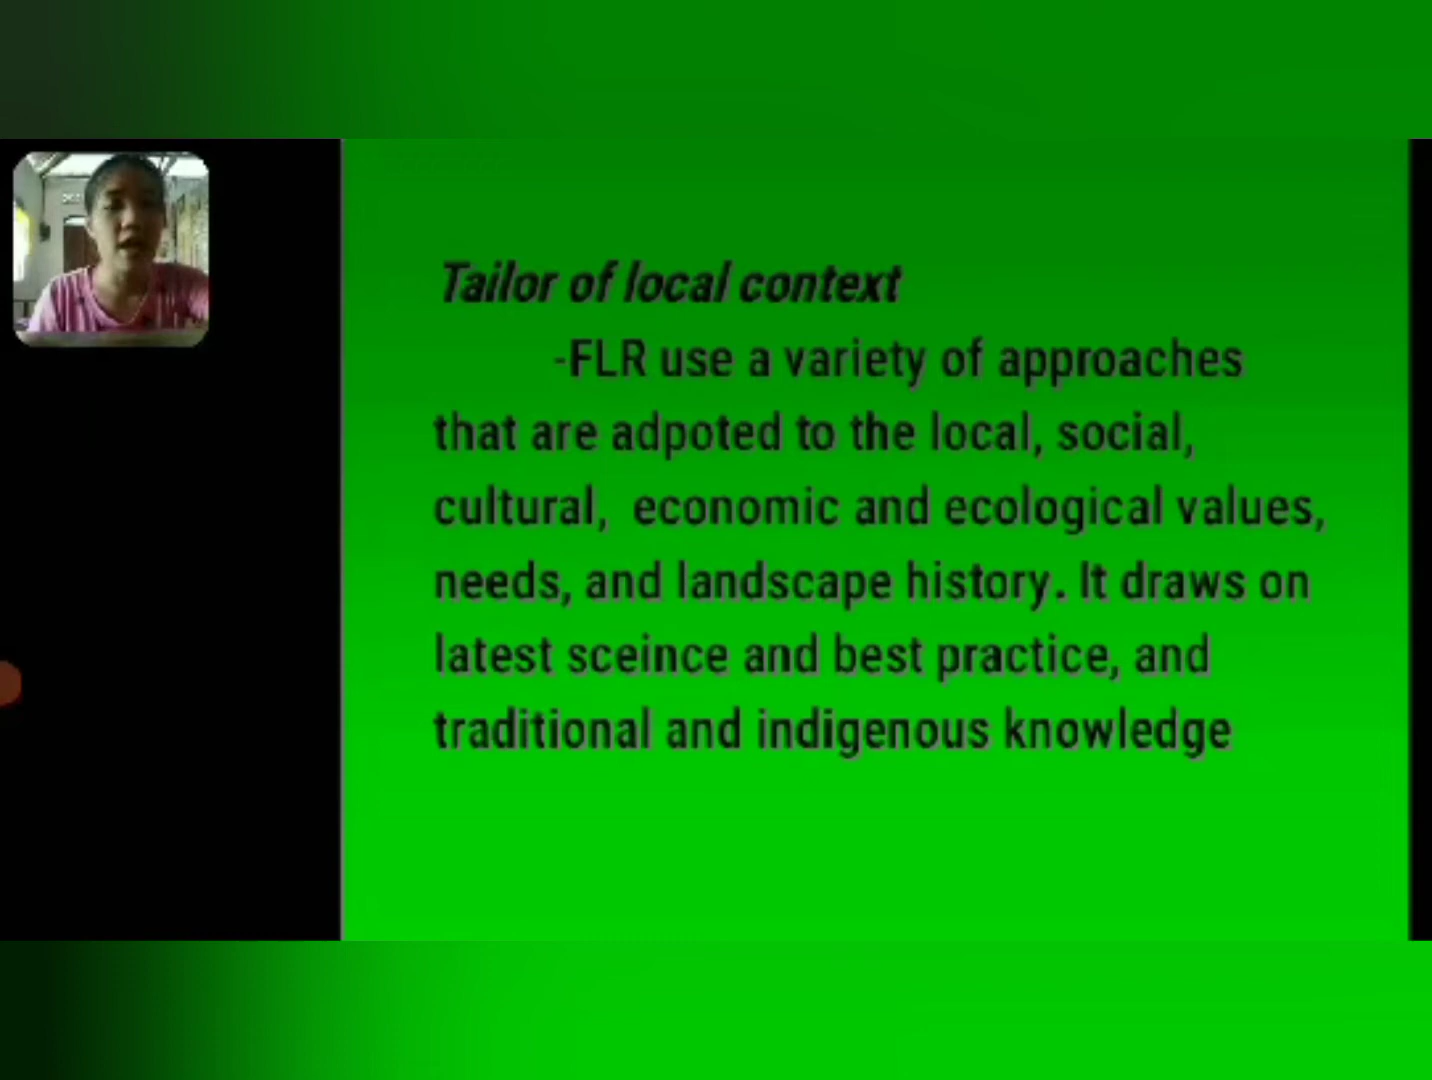 Tailor of local context
-FLR use a variety of approaches
that are adpoted to the local, social,
cultural, economic and ecological values,
needs, and landscape history. It draws on
latest sceince and best practice, and
traditional and indigenous knowledge